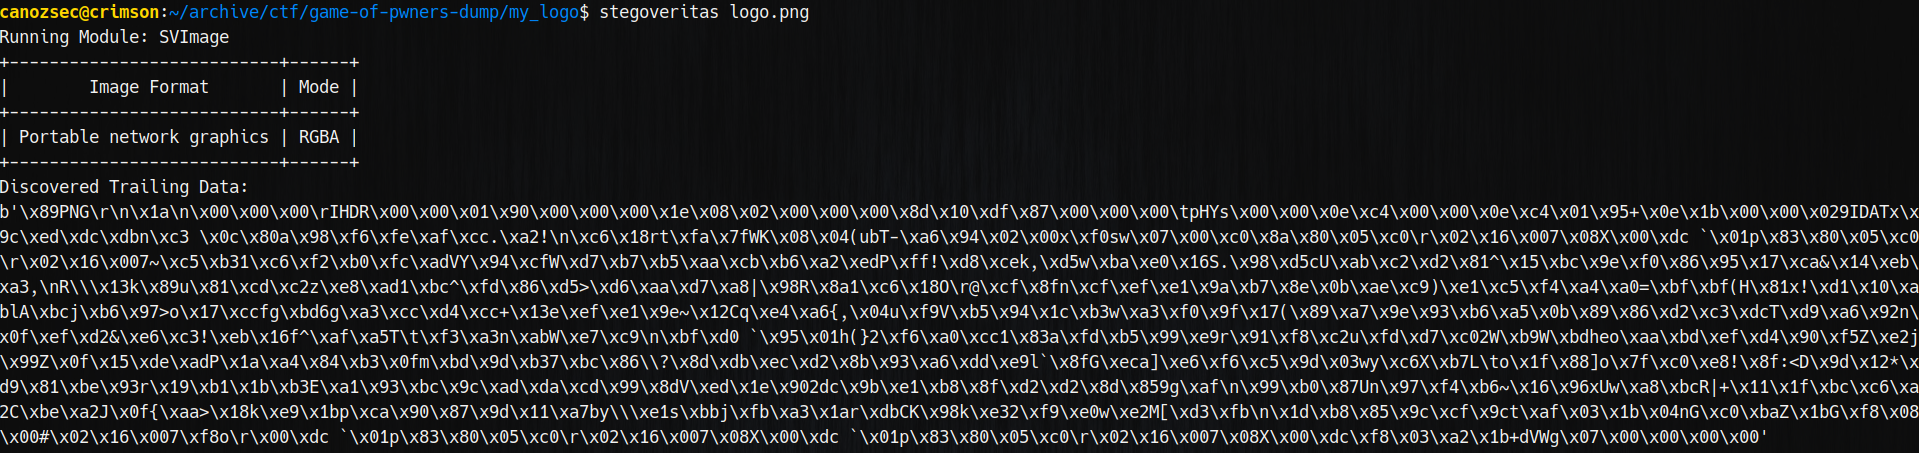 canozsec@crimson:~/archive/ctf/game-of-pwners-dump/my_logo$ stegoveritas logo.png
Running Module: SVImage
+---------------------------+------+
|        Image Format       | Mode |
+---------------------------+------+
| Portable network graphics | RGBA |
+---------------------------+------+
Discovered Trailing Data:
b'\x89PNG\r\n\x1a\n\x00\x00\x00\rIHDR\x00\x00\x01\x90\x00\x00\x00\x1e\x08\x02\x00\x00\x00\x8d\x10\xdf\x87\x00\x00\x00\tpHYs\x00\x00\x0e\xc4\x00\x00\x0e\xc4\x01\x95+\x0e\x1b\x00\x00\x029IDATx\x
9c\xed\xdc\xdbn\xc3 \x0c\x80a\x98\xf6\xfe\xaf\xcc.\xa2!\n\xc6\x18rt\xfa\x7fWK\x08\x04(ubT-\xa6\x94\x02\x00x\xf0sw\x07\x00\xc0\x8a\x80\x05\xc0\r\x02\x16\x007\x08X\x00\xdc `\x01p\x83\x80\x05\xc0
\r\x02\x16\x007~\xc5\xb31\xc6\xf2\xb0\xfc\xadVY\x94\xcfW\xd7\xb7\xb5\xaa\xcb\xb6\xa2\xedP\xff!\xd8\xcek,\xd5w\xba\xe0\x16S.\x98\xd5cU\xab\xc2\xd2\x81^\x15\xbc\x9e\xf0\x86\x95\x17\xca&\x14\xeb\
xa3,\nR\\\x13k\x89u\x81\xcd\xc2z\xe8\xad1\xbc^\xfd\x86\xd5>\xd6\xaa\xd7\xa8|\x98R\x8a1\xc6\x18O\r@\xcf\x8fn\xcf\xef\xe1\x9a\xb7\x8e\x0b\xae\xc9)\xe1\xc5\xf4\xa4\xa0=\xbf\xbf(H\x81x!\xd1\x10\xa
blA\xbcj\xb6\x97>o\x17\xccfg\xbd6g\xa3\xcc\xd4\xcc+\x13e\xef\xe1\x9e~\x12Cq\xe4\xa6{,\x04u\xf9V\xb5\x94\x1c\xb3w\xa3\xf0\x9f\x17(\x89\xa7\x9e\x93\xb6\xa5\x0b\x89\x86\xd2\xc3\xdcT\xd9\xa6\x92n\
x0f\xef\xd2&\xe6\xc3!\xeb\x16f^\xaf\xa5T\t\xf3\xa3n\xabW\xe7\xc9\n\xbf\xd0 `\x95\x01h(}2\xf6\xa0\xcc1\x83a\xfd\xb5\x99\xe9r\x91\xf8\xc2u\xfd\xd7\xc02W\xb9W\xbdheo\xaa\xbd\xef\xd4\x90\xf5Z\xe2j
\x99Z\x0f\x15\xde\xadP\x1a\xa4\x84\xb3\x0fm\xbd\x9d\xb37\xbc\x86\\?\x8d\xdb\xec\xd2\x8b\x93\xa6\xdd\xe9l`\x8fG\xeca]\xe6\xf6\xc5\x9d\x03wy\xc6X\xb7L\to\x1f\x88]o\x7f\xc0\xe8!\x8f:<D\x9d\x12*\x
d9\x81\xbe\x93r\x19\xb1\x1b\xb3E\xa1\x93\xbc\x9c\xad\xda\xcd\x99\x8dV\xed\x1e\x902dc\x9b\xe1\xb8\x8f\xd2\xd2\x8d\x859g\xaf\n\x99\xb0\x87Un\x97\xf4\xb6~\x16\x96xUw\xa8\xbcR|+\x11\x1f\xbc\xc6\xa
2C\xbe\xa2J\x0f{\xaa>\x18k\xe9\x1bp\xca\x90\x87\x9d\x11\xa7by\\\xe1s\xbbj\xfb\xa3\x1ar\xdbCK\x98k\xe32\xf9\xe0w\xe2M[\xd3\xfb\n\x1d\xb8\x85\x9c\xcf\x9ct\xaf\x03\x1b\x04nG\xc0\xbaZ\x1bG\xf8\x08
\x00#\x02\x16\x007\xf8o\r\x00\xdc `\x01p\x83\x80\x05\xc0\r\x02\x16\x007\x08X\x00\xdc `\x01p\x83\x80\x05\xc0\r\x02\x16\x007\x08X\x00\xdc\xf8\x03\xa2\x1b+dVWg\x07\x00\x00\x00\x00'